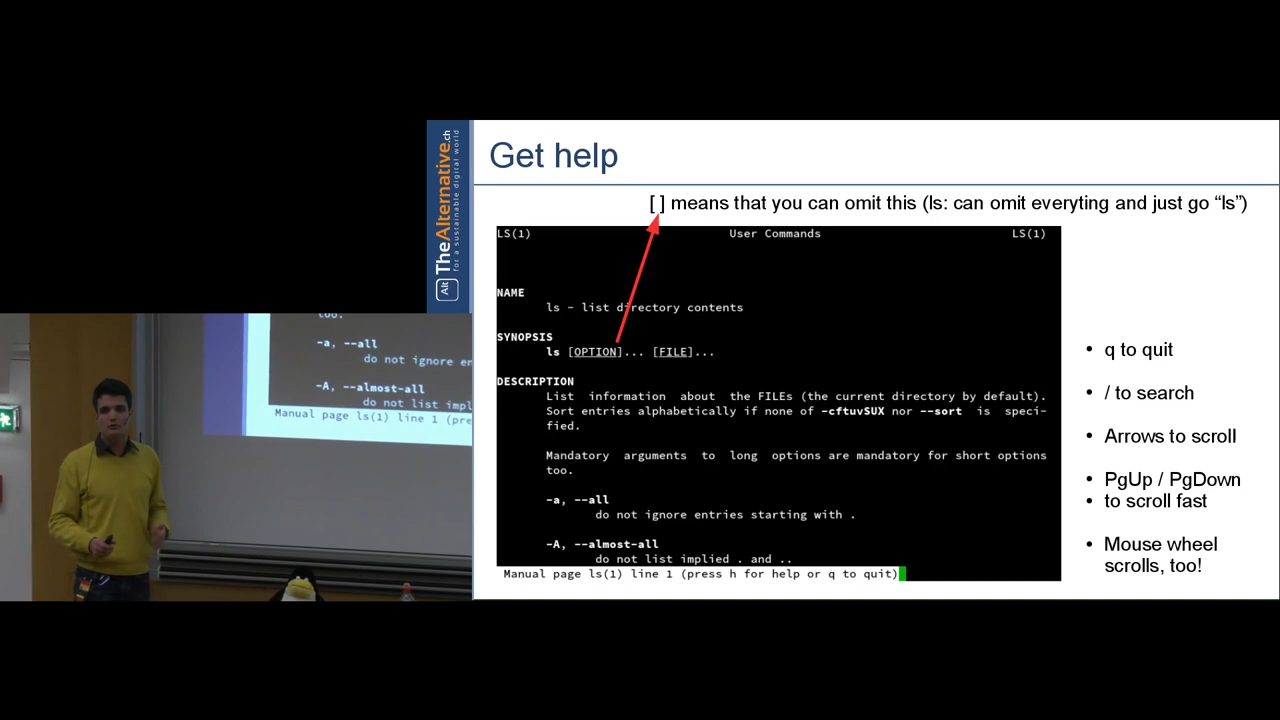 Get help
[ ] means that you can omit this (ls: can omit everyting and just go “ls”)
Alt TheAlternative.ch
for a sustainable digital world
LS(1) User Commands LS(1)
NAME
ls - list directory contents
SYNOPSIS
ls [OPTION]... [FILE]...
DESCRIPTION
List information about the FILEs (the current directory by default).
Sort entries alphabetically if none of -cftuvSUX nor --sort is speci-
fied.
Mandatory arguments to long options are mandatory for short options
too.
-a, --all
do not ignore entries starting with .
-A, --almost-all
do not list implied . and ..
Manual page ls(1) line 1 (press h for help or q to quit)
• q to quit
• / to search
• Arrows to scroll
• PgUp / PgDown
• to scroll fast
• Mouse wheel
scrolls, too!
too.
-a, --all
do not ignore en
-A, --almost-all
do not list impl
Manual page ls(1) line 1 (pre